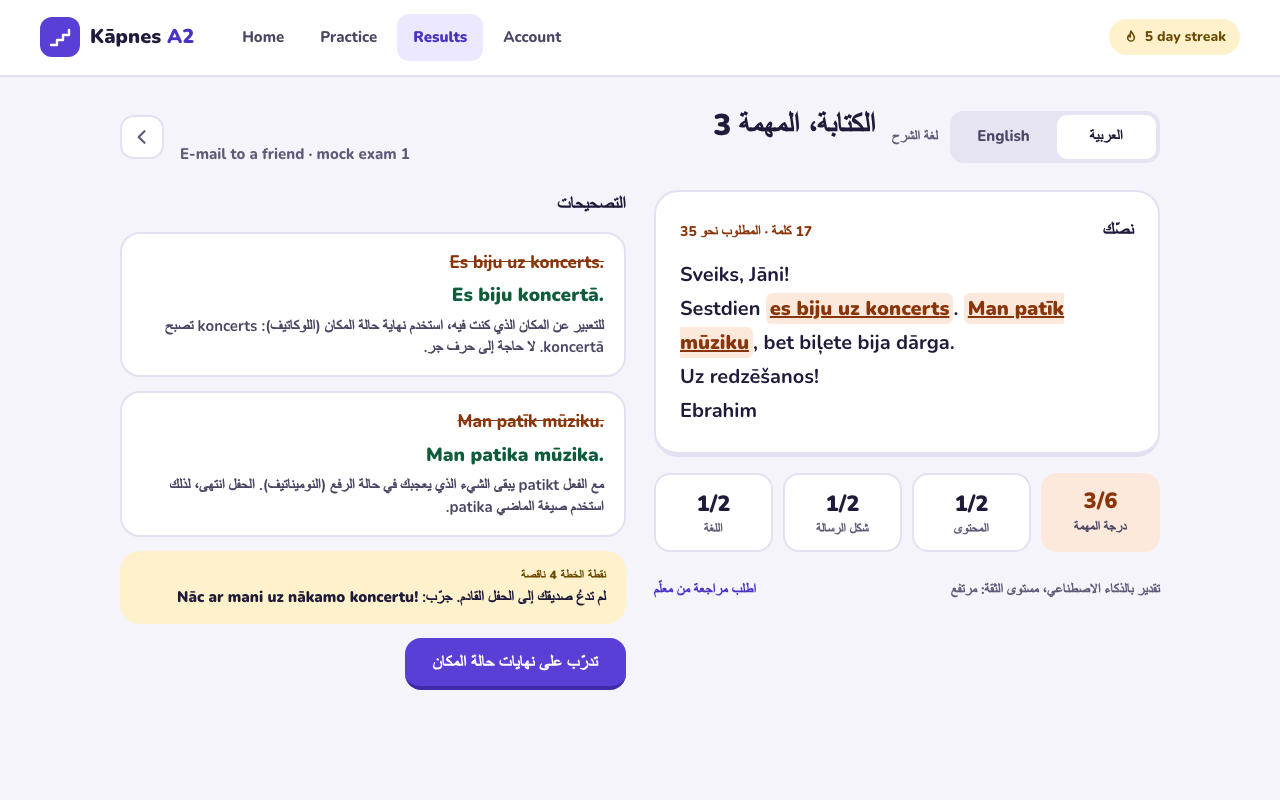 Kāpnes A2
Home
Practice
Results
Account
5 day streak
العربية
English
لغة الشرح
الكتابة، المهمة 3
E-mail to a friend · mock exam 1
نصّك
17 كلمة · المطلوب نحو 35
Sveiks, Jāni!
Sestdien es biju uz koncerts. Man patīk
mūziku, bet biļete bija dārga.
Uz redzēšanos!
Ebrahim
3/6
درجة المهمة
1/2
المحتوى
1/2
شكل الرسالة
1/2
اللغة
تقدير بالذكاء الاصطناعي، مستوى الثقة: مرتفع
اطلب مراجعة من معلّم
التصحيحات
Es biju uz koncerts.
Es biju koncertā.
للتعبير عن المكان الذي كنت فيه، استخدم نهاية حالة المكان (اللوكاتيف): koncerts تصبح
koncertā. لا حاجة إلى حرف جر.
Man patīk mūziku.
Man patika mūzika.
مع الفعل patikt يبقى الشيء الذي يعجبك في حالة الرفع (النوميناتيف). الحفل انتهى، لذلك
استخدم صيغة الماضي patika.
نقطة الخطة 4 ناقصة
لم تدعُ صديقك إلى الحفل القادم. جرّب: Nāc ar mani uz nākamo koncertu!
تدرّب على نهايات حالة المكان